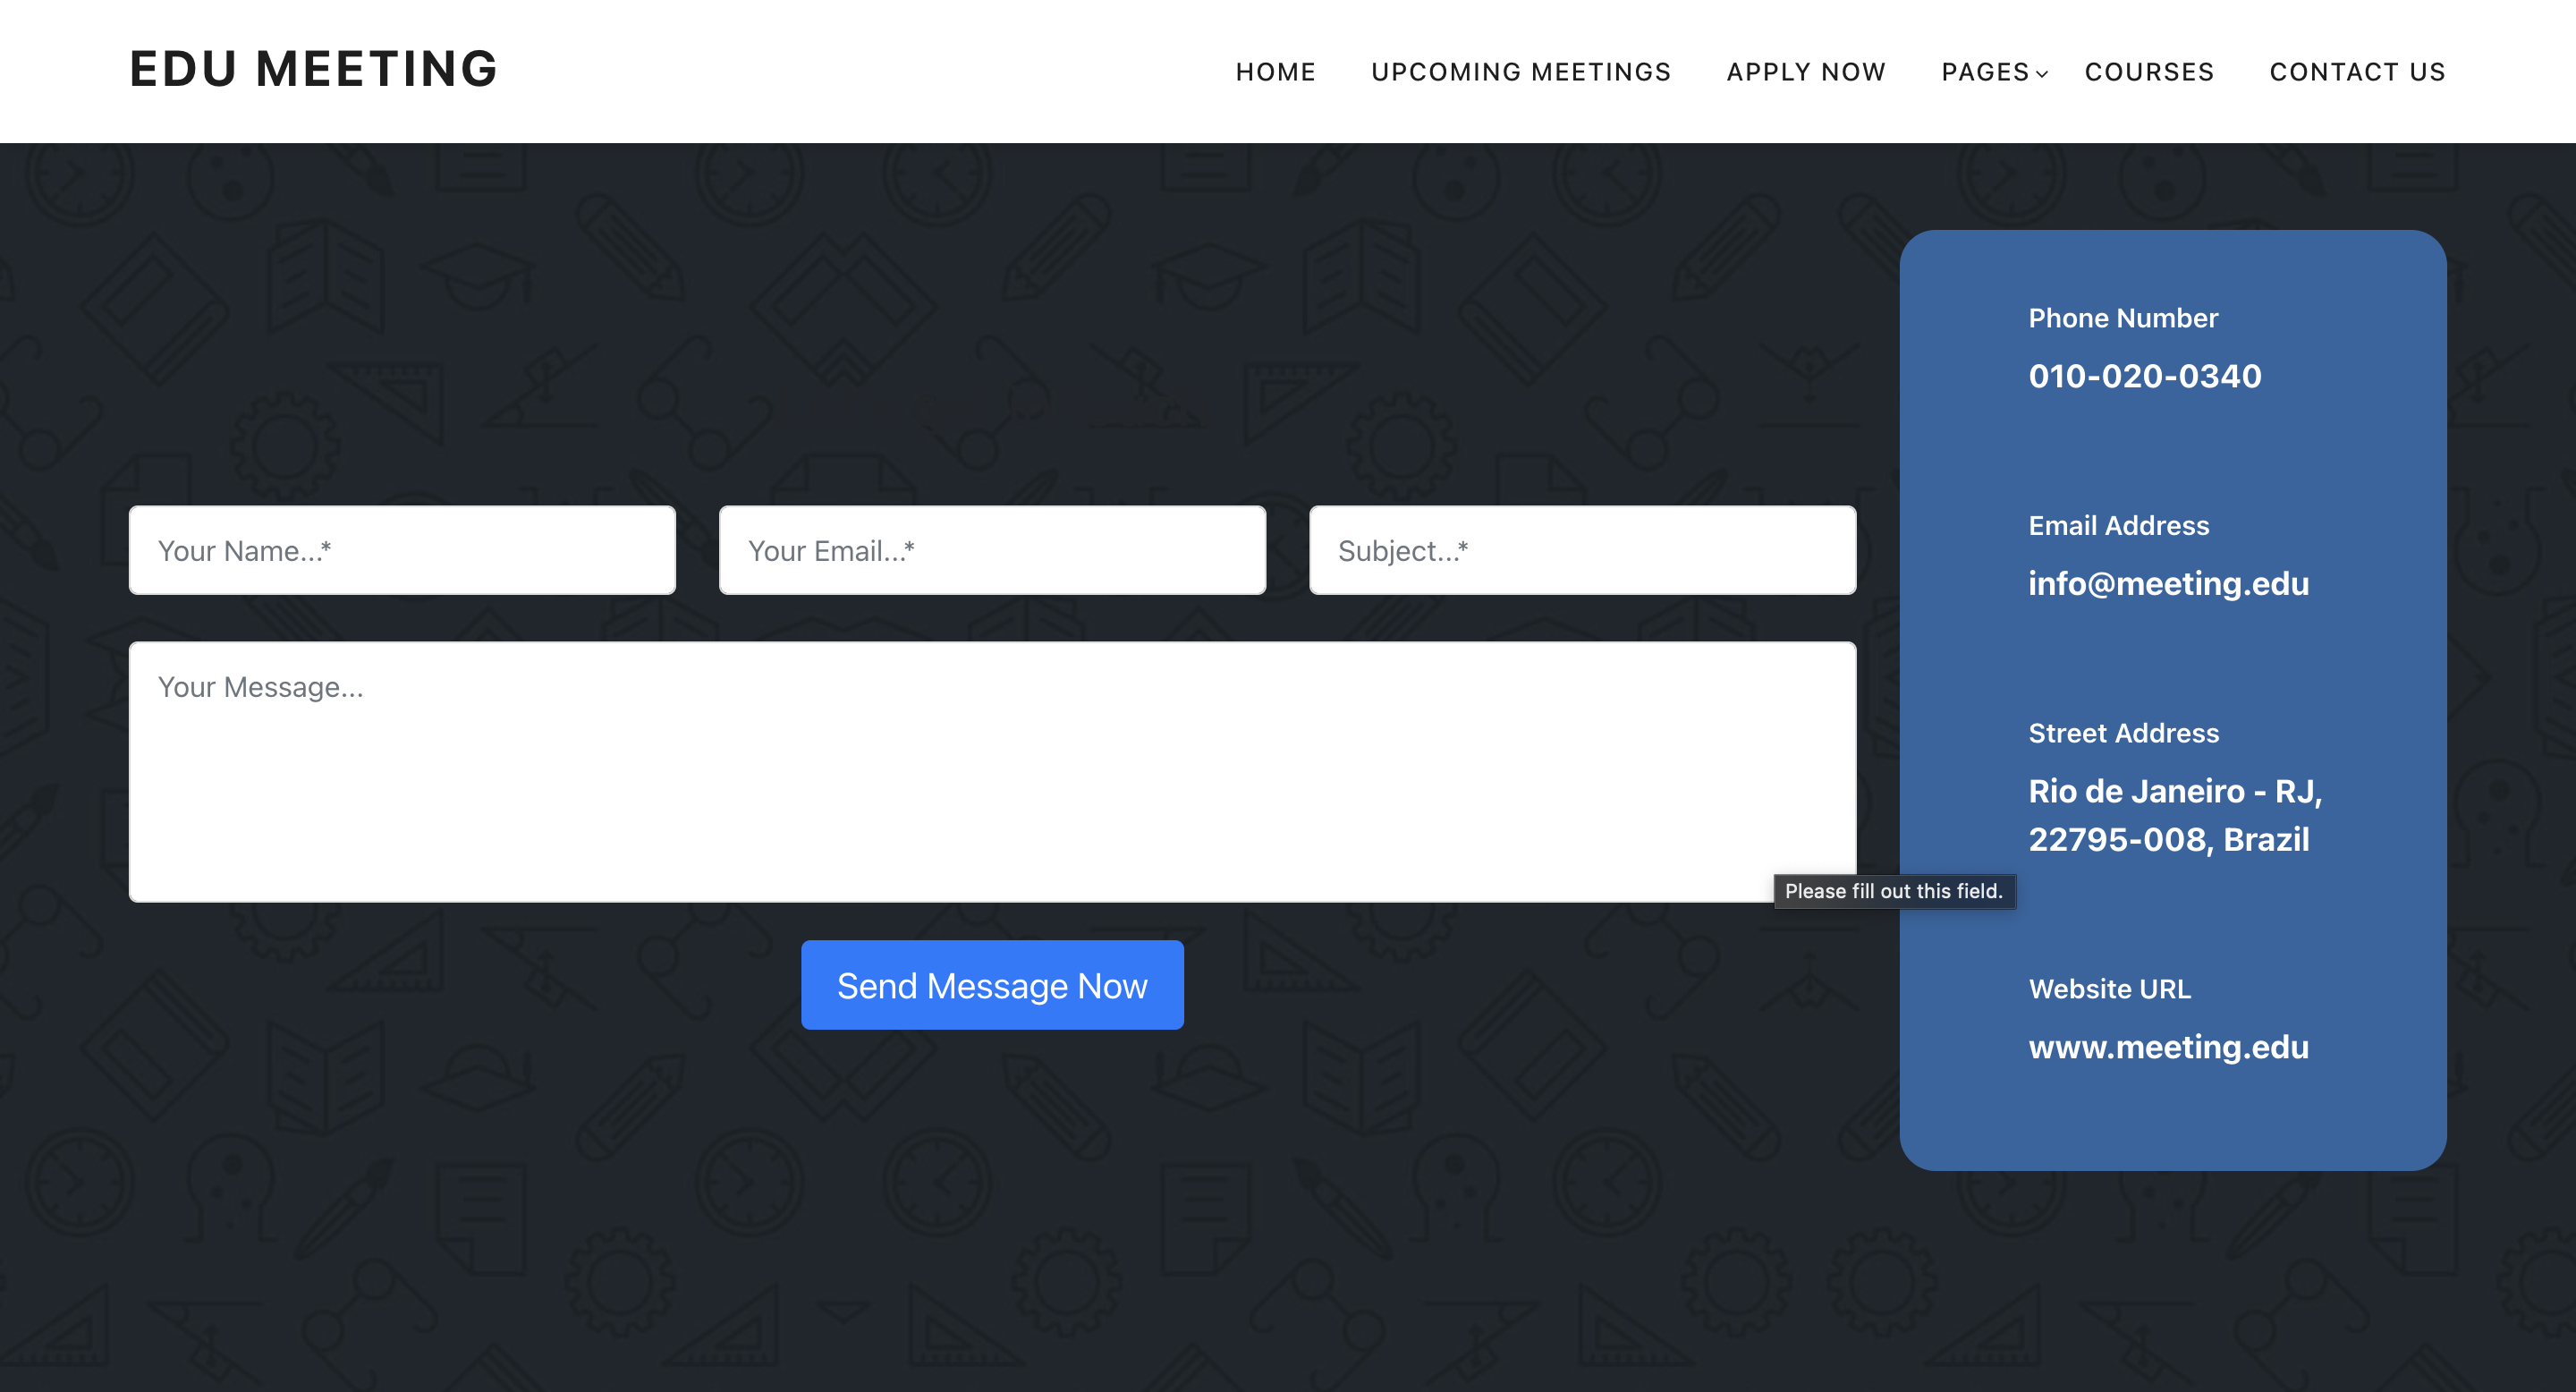 EDU MEETING
HOME UPCOMING MEETINGS APPLY NOW PAGES COURSES CONTACT US
Phone Number
010-020-0340
Email Address
info@meeting.edu
Street Address
Rio de Janeiro - RJ,
22795-008, Brazil
Website URL
www.meeting.edu
Your Name...*
Your Email...*
Subject...*
Your Message...
Please fill out this field.
Send Message Now